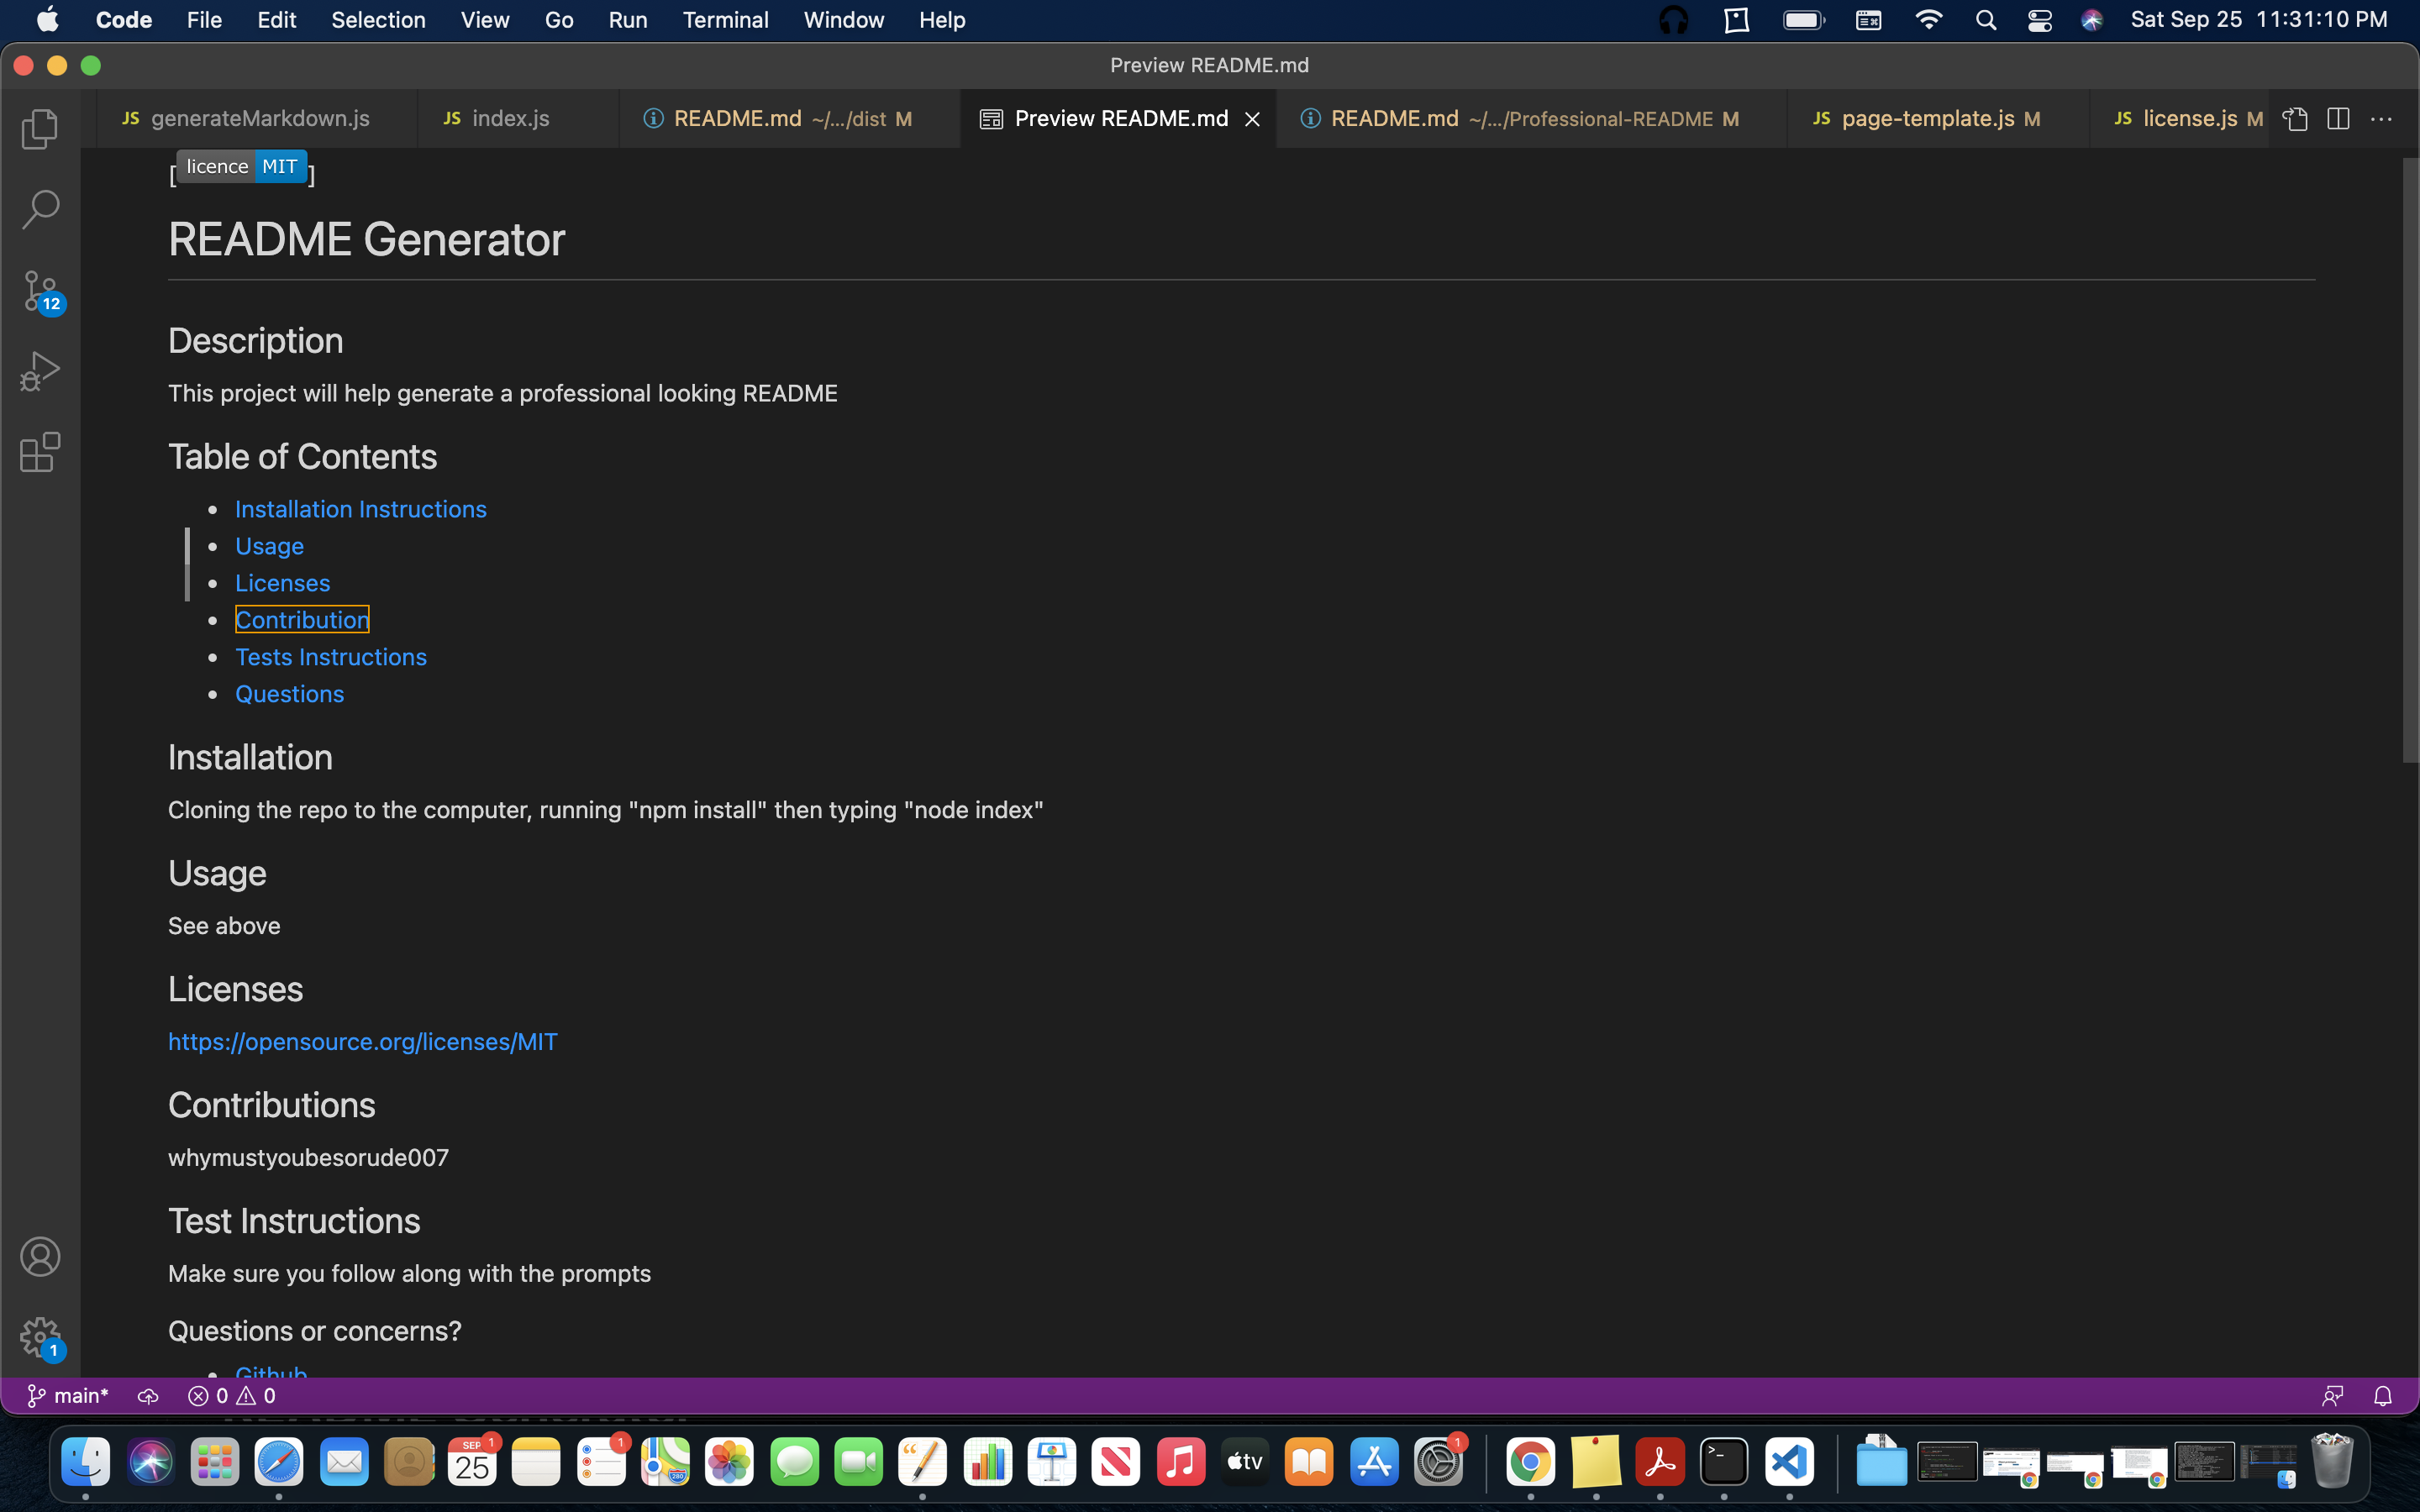 Code File Edit Selection View Go Run Terminal Window Help Sat Sep 25 11:31:10 PM
Preview README.md
JS generateMarkdown.js JS index.js README.md ~/.../dist M Preview README.md README.md ~/.../Professional-README M JS page-template.js M JS license.js M
[licence MIT]
README Generator
12
Description
This project will help generate a professional looking README
Table of Contents
Installation Instructions
Usage
Licenses
Contribution
Tests Instructions
Questions
Installation
Cloning the repo to the computer, running "npm install" then typing "node index"
Usage
See above
Licenses
https://opensource.org/licenses/MIT
Contributions
whymustyoubesorude007
Test Instructions
Make sure you follow along with the prompts
Questions or concerns?
1
Github
main* 0 0
SEP 25 1 1 280 tv 1